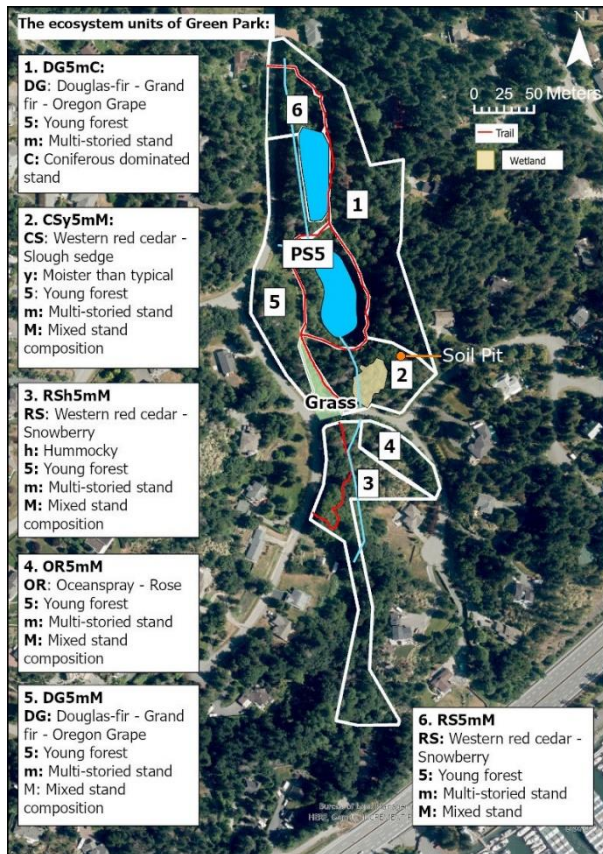 The ecosystem units of Green Park:
1. DG5mC:
DG: Douglas-fir - Grand
fir - Oregon Grape
5: Young forest
m: Multi-storied stand
C: Coniferous dominated
stand
2. CSy5mM:
CS: Western red cedar -
Slough sedge
y: Moister than typical
5: Young forest
m: Multi-storied stand
M: Mixed stand
composition
3. RSh5mM
RS: Western red cedar -
Snowberry
h: Hummocky
5: Young forest
m: Multi-storied stand
M: Mixed stand
composition
4. OR5mM
OR: Oceanspray - Rose
5: Young forest
m: Multi-storied stand
M: Mixed stand
composition
5. DG5mM
DG: Douglas-fir - Grand
fir - Oregon Grape
5: Young forest
m: Multi-storied stand
M: Mixed stand
composition
6. RS5mM
RS: Western red cedar -
Snowberry
5: Young forest
m: Multi-storied stand
M: Mixed stand
N
0 25 50
Meters
Trail
Wetland
6
1
PS5
5
Soil Pit
2
Grass
4
3